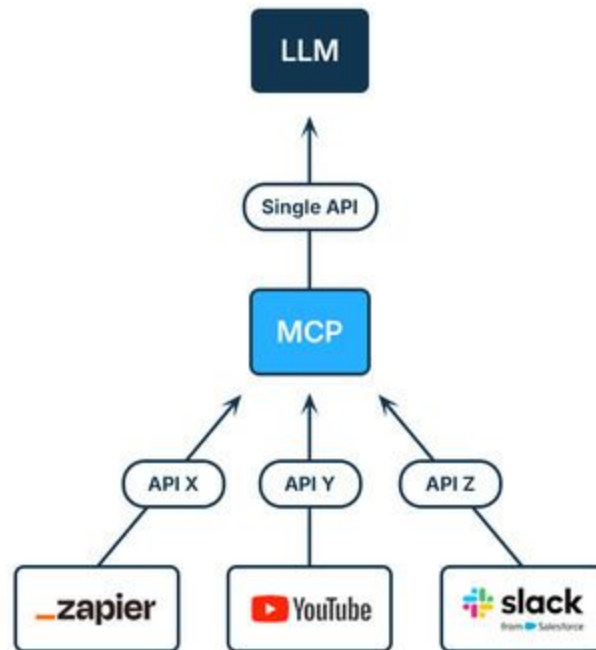 LLM
Single API
MCP
API X
API Y
API Z
_zapier
YouTube
slack
from Salesforce